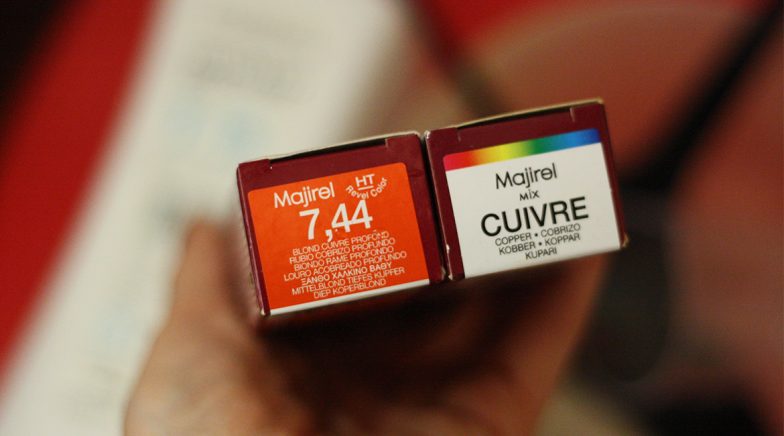 Majirel
HT
Revel Color
7,44
BLOND CUIVRE PROFOND
RUBIO COBRIZO PROFUNDO
BIONDO RAME PROFONDO
LOURO ACOBREADO PROFUNDO
ΞΑΝΘΟ ΧΑΛΚΙΝΟ ΒΑΘΥ
MITTELBLOND TIEFES KUPFER
DIEP KOPERBLOND
Majirel
MIX
CUIVRE
COPPER • COBRIZO
KOBBER • KOPPAR
KUPARI